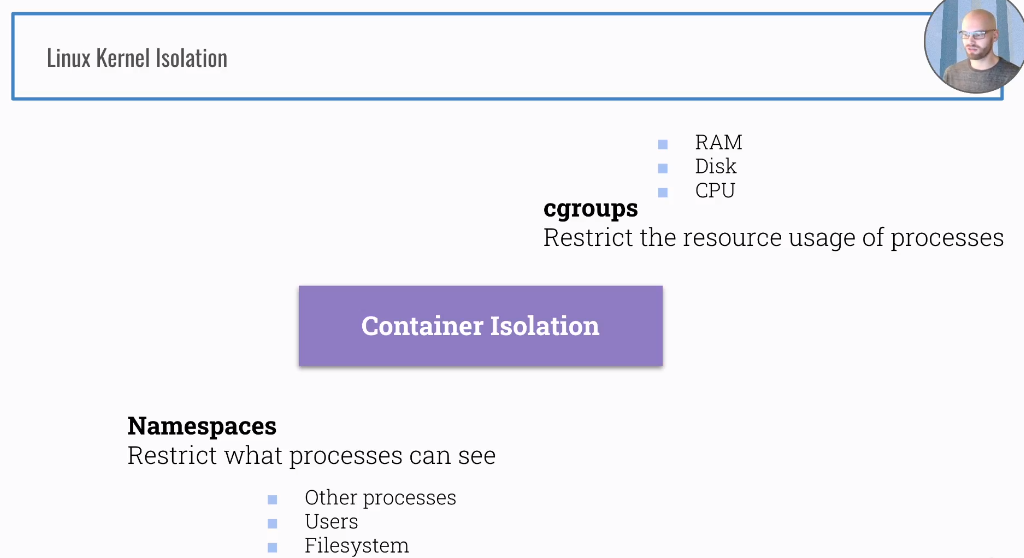 Linux Kernel Isolation
RAM
Disk
CPU
cgroups
Restrict the resource usage of processes
Container Isolation
Namespaces
Restrict what processes can see
Other processes
Users
Filesystem